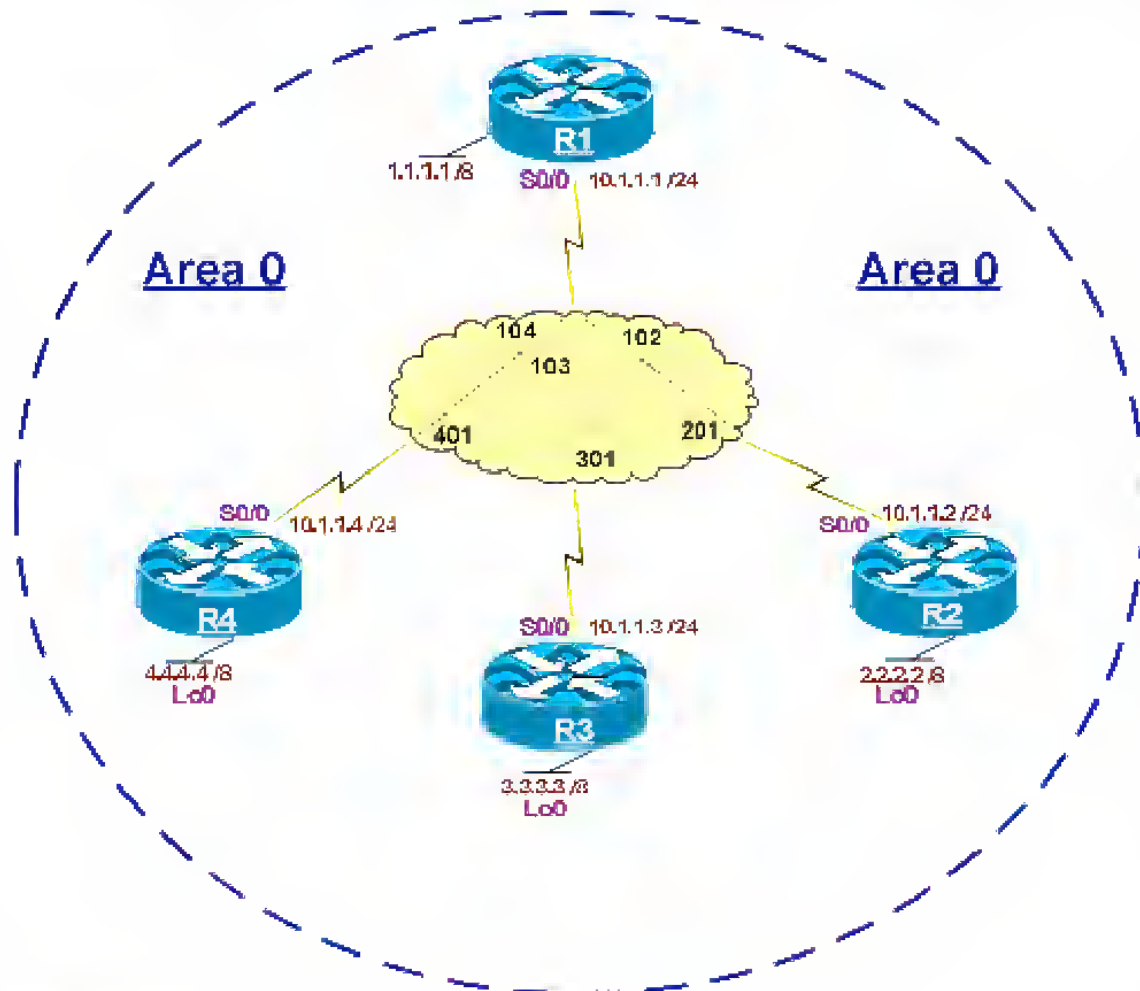 R1
1.1.1.1/8
S0/0 10.1.1.1/24
Area 0
Area 0
104
102
103
401
201
301
S0/0
10.1.1.4/24
10.1.1.2/24
S0/0
R4
S0/0
10.1.1.3/24
R2
4.4.4.4/8
Lo0
2.2.2.2/8
Lo0
R3
3.3.3.3/8
Lo0